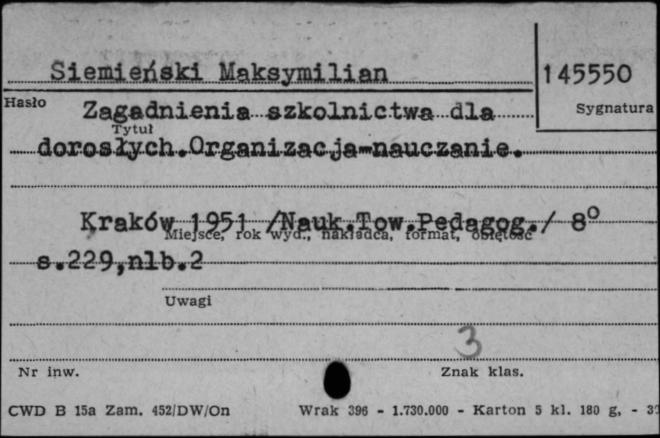 Siemieński Maksymilian
145550
Hasło
Sygnatura
Zagadnienia szkolnictwa dla
Tytuł
dorosłych.Organizacja-nauczanie.
Kraków 1951 /Nauk.Tow.Pedagog./ 8°
Miejsce, rok wyd., nakładca, format, objętość
s.229,nlb.2
Uwagi
3
Nr inw.
Znak klas.
CWD B 15a Zam. 452/DW/On
Wrak 396 - 1.730.000 - Karton 5 kl. 180 g, -